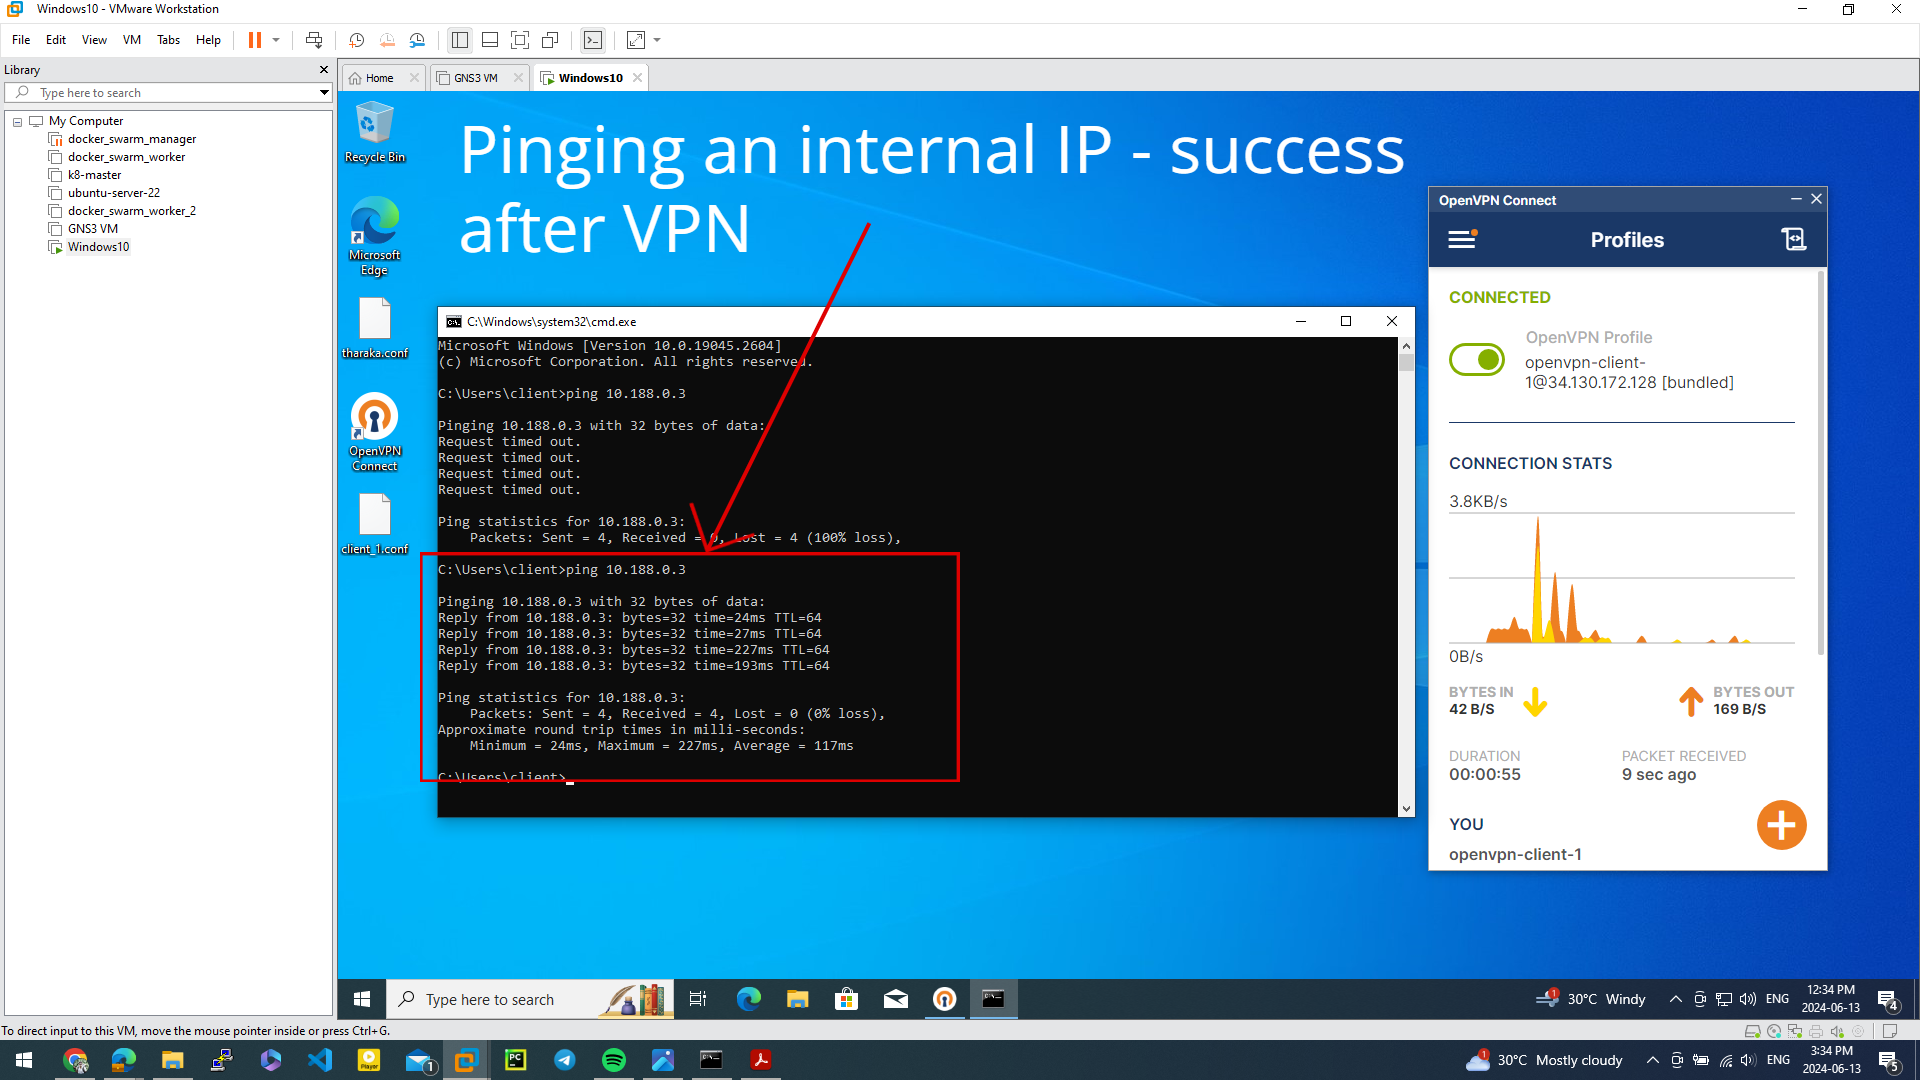 Windows10 - VMware Workstation
File Edit View VM Tabs Help
Library
Type here to search
My Computer
docker_swarm_manager
docker_swarm_worker
k8-master
ubuntu-server-22
docker_swarm_worker_2
GNS3 VM
Windows10
Home
GNS3 VM
Windows10
Recycle Bin
Microsoft
Edge
tharaka.conf
OpenVPN
Connect
client_1.conf
Pinging an internal IP - success
after VPN
C:\Windows\system32\cmd.exe
Microsoft Windows [Version 10.0.19045.2604]
(c) Microsoft Corporation. All rights reserved.
C:\Users\client>ping 10.188.0.3
Pinging 10.188.0.3 with 32 bytes of data:
Request timed out.
Request timed out.
Request timed out.
Request timed out.
Ping statistics for 10.188.0.3:
Packets: Sent = 4, Received = 0, Lost = 4 (100% loss),
C:\Users\client>ping 10.188.0.3
Pinging 10.188.0.3 with 32 bytes of data:
Reply from 10.188.0.3: bytes=32 time=24ms TTL=64
Reply from 10.188.0.3: bytes=32 time=27ms TTL=64
Reply from 10.188.0.3: bytes=32 time=227ms TTL=64
Reply from 10.188.0.3: bytes=32 time=193ms TTL=64
Ping statistics for 10.188.0.3:
Packets: Sent = 4, Received = 4, Lost = 0 (0% loss),
Approximate round trip times in milli-seconds:
Minimum = 24ms, Maximum = 227ms, Average = 117ms
C:\Users\client>
OpenVPN Connect
Profiles
CONNECTED
OpenVPN Profile
openvpn-client-
1@34.130.172.128 [bundled]
CONNECTION STATS
3.8KB/s
0B/s
BYTES IN
42 B/S
BYTES OUT
169 B/S
DURATION
00:00:55
PACKET RECEIVED
9 sec ago
YOU
openvpn-client-1
Type here to search
1
30°C Windy
ENG
12:34 PM
2024-06-13
4
To direct input to this VM, move the mouse pointer inside or press Ctrl+G.
Player
1
PC
1
30°C Mostly cloudy
ENG
3:34 PM
2024-06-13
5